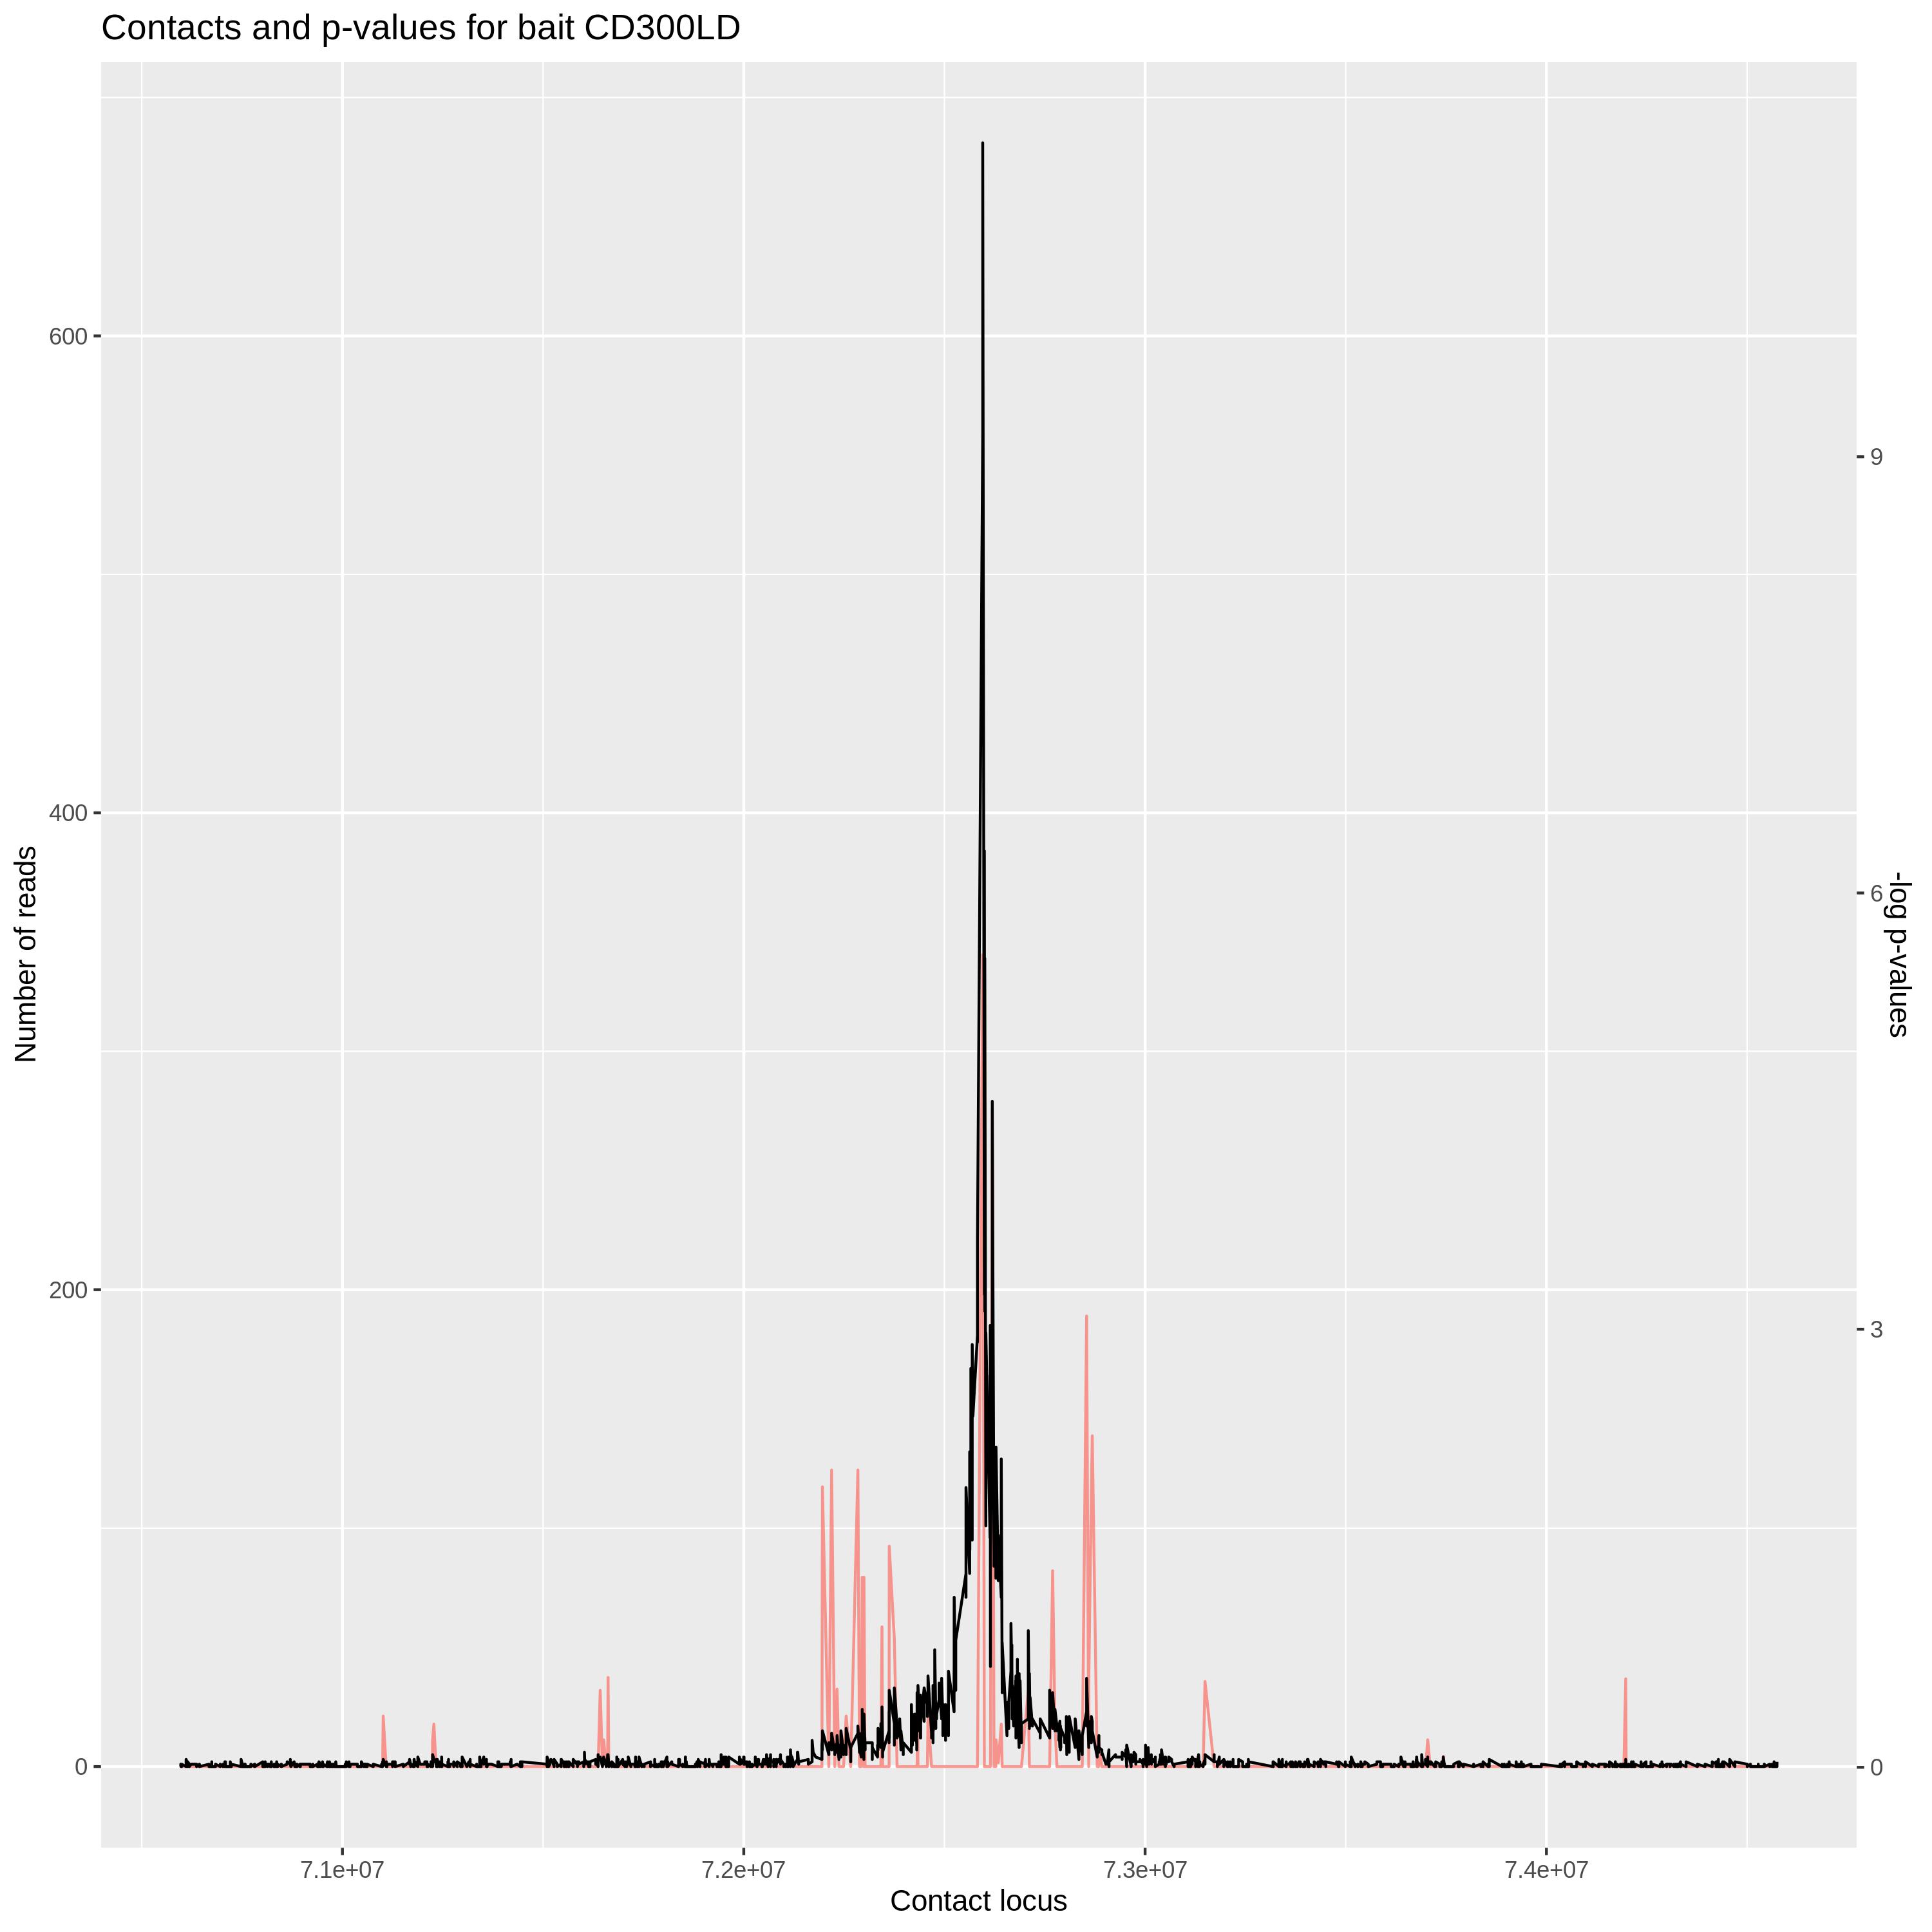 Contacts and p-values for bait CD300LD
600
400
200
0
Number of reads
9
6
3
0
-log p-values
7.1e+07
7.2e+07
7.3e+07
7.4e+07
Contact locus